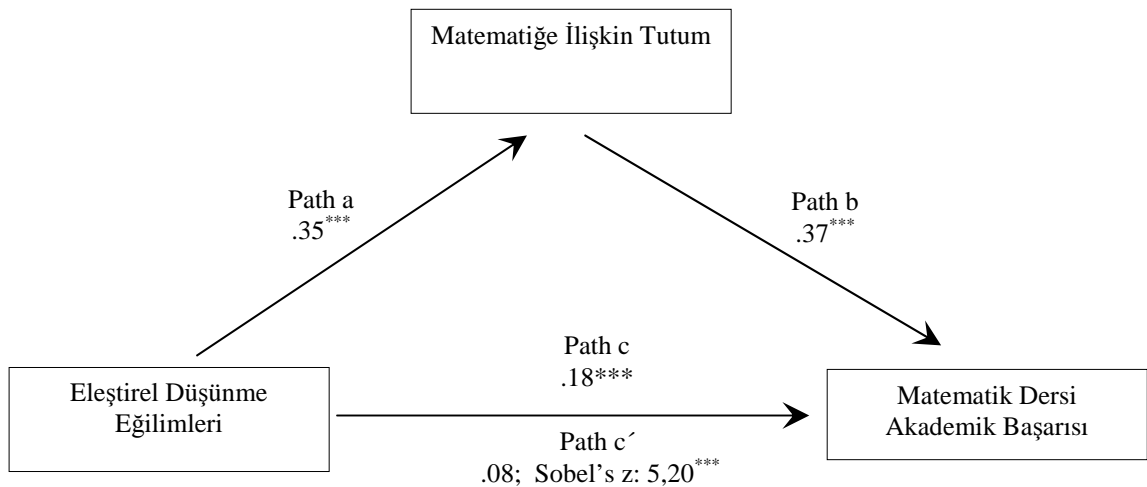 Matematiğe İlişkin Tutum
Path a
.35***
Path b
.37***
Path c
.18***
Eleştirel Düşünme
Eğilimleri
Matematik Dersi
Akademik Başarısı
Path c´
.08; Sobel’s z: 5,20***